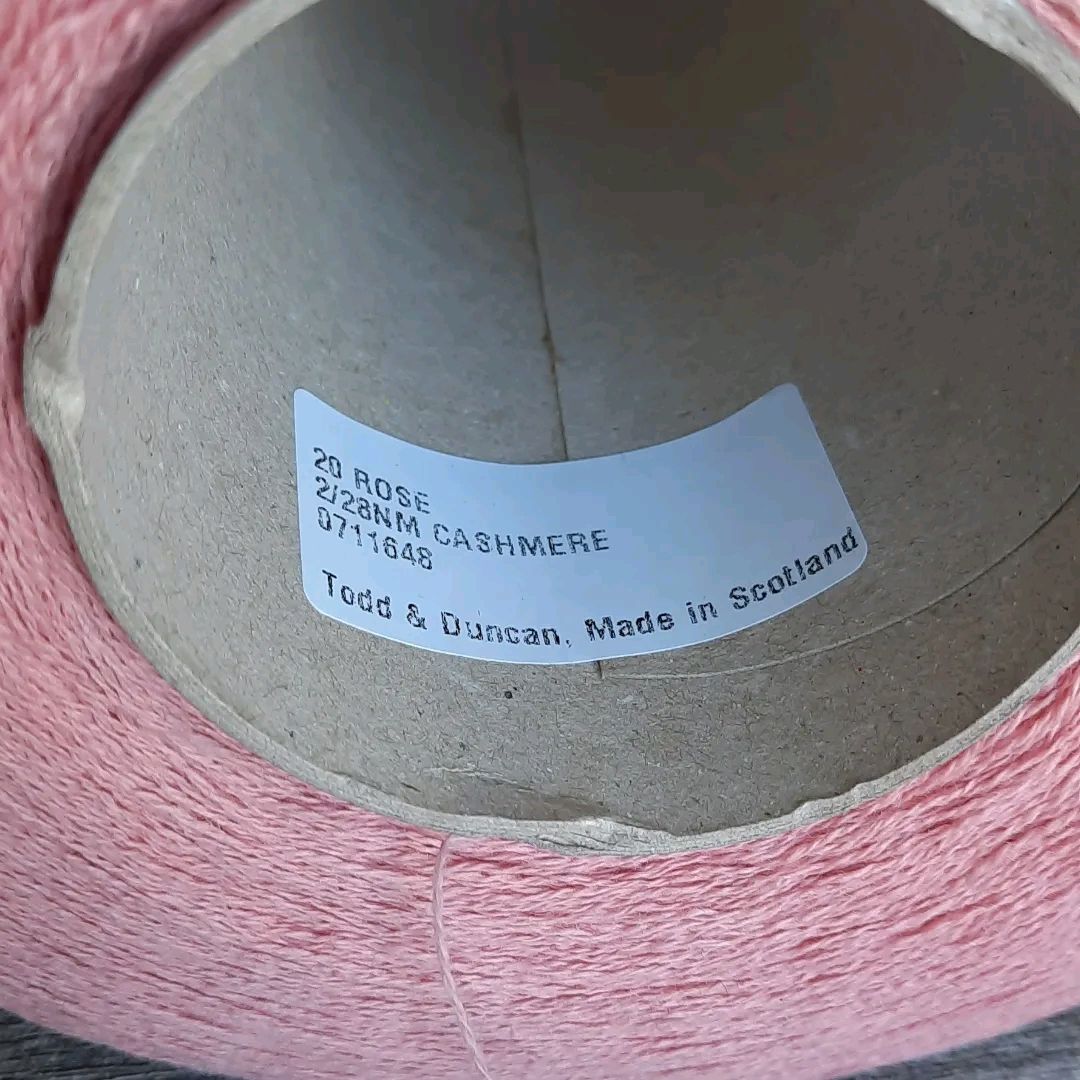 20 ROSE
2/28NM CASHMERE
0711648
Todd & Duncan, Made in Scotland